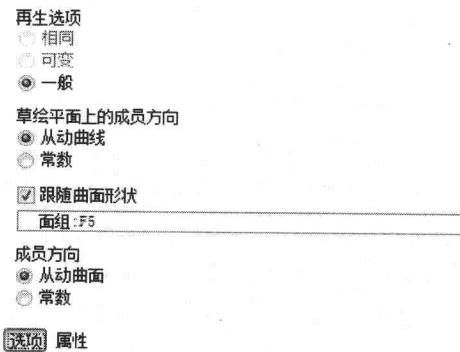 再生选项
相同
可变
一般
草绘平面上的成员方向
从动曲线
常数
跟随曲面形状
面组:F5
成员方向
从动曲面
常数
选项 属性